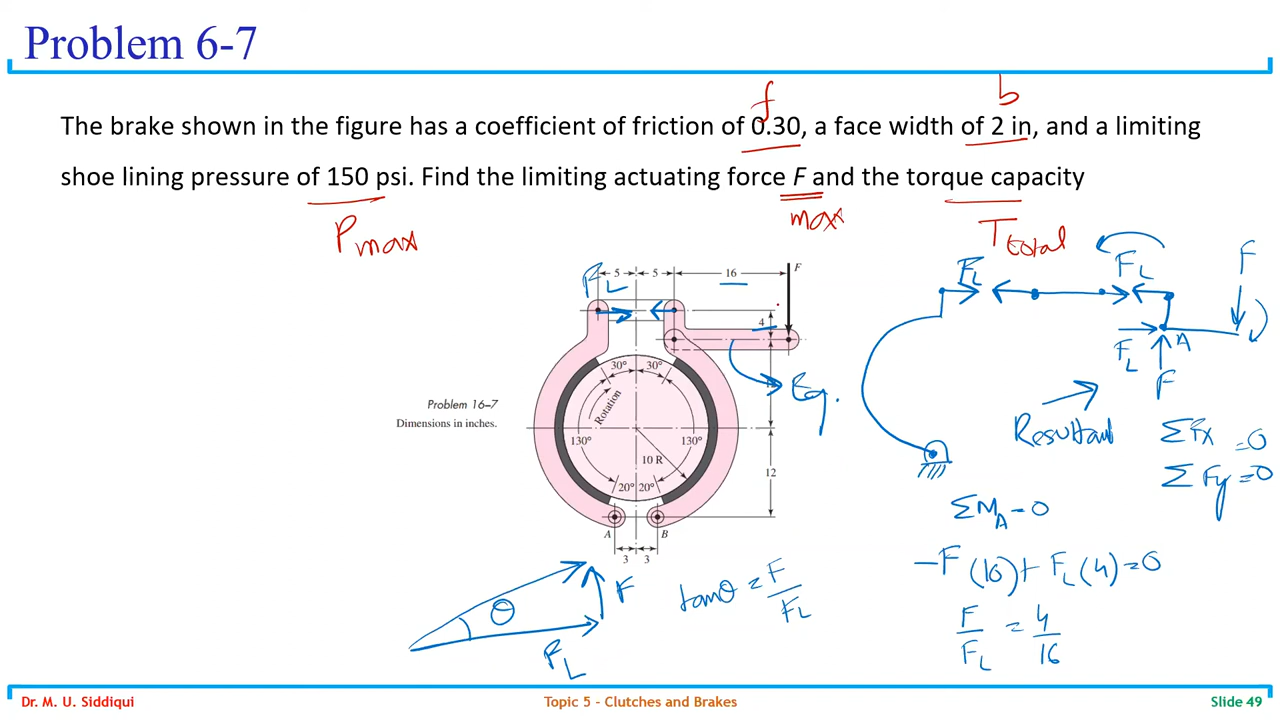 Problem 6-7
f
b
The brake shown in the figure has a coefficient of friction of 0.30, a face width of 2 in, and a limiting
shoe lining pressure of 150 psi. Find the limiting actuating force F and the torque capacity
Pmax
max
Ttotal
5
5
16
F
FL
4
30°
30°
Rotation
130°
130°
10 R
20°
20°
12
A
B
3
3
Problem 16–7
Dimensions in inches.
Eq.
FL
FL
F
FL
A
F
Resultant
ΣFx = 0
ΣFy = 0
ΣMA = 0
-F (16) + FL (4) = 0
F/FL = 4/16
θ
F
FL
tanθ = F/FL
Dr. M. U. Siddiqui
Topic 5 - Clutches and Brakes
Slide 49